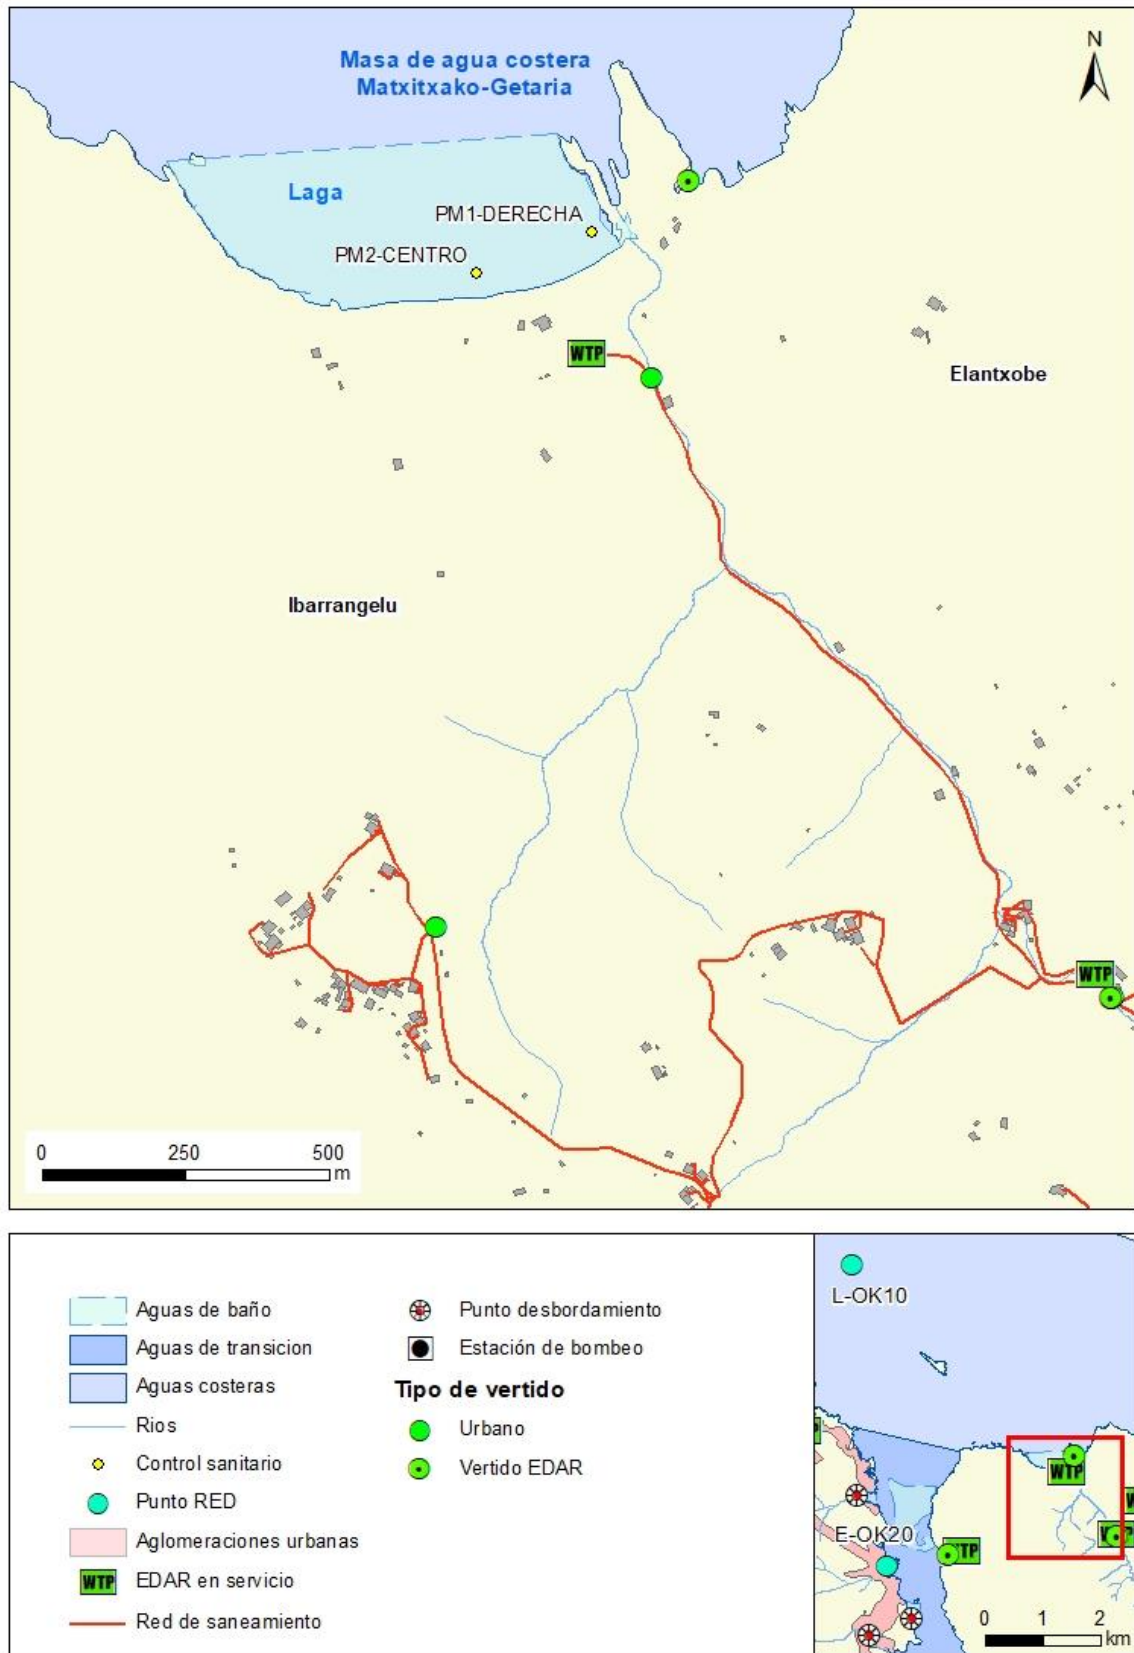 N
Masa de agua costera
Matxitxako-Getaria
Laga
PM1-DERECHA
PM2-CENTRO
WTP
Elantxobe
Ibarrangelu
WTP
0 250 500
m
Aguas de baño
Aguas de transicion
Aguas costeras
Rios
Control sanitario
Punto RED
Aglomeraciones urbanas
WTP EDAR en servicio
Red de saneamiento
Punto desbordamiento
Estación de bombeo
Tipo de vertido
Urbano
Vertido EDAR
L-OK10
WTP
E-OK20
0 1 2
km